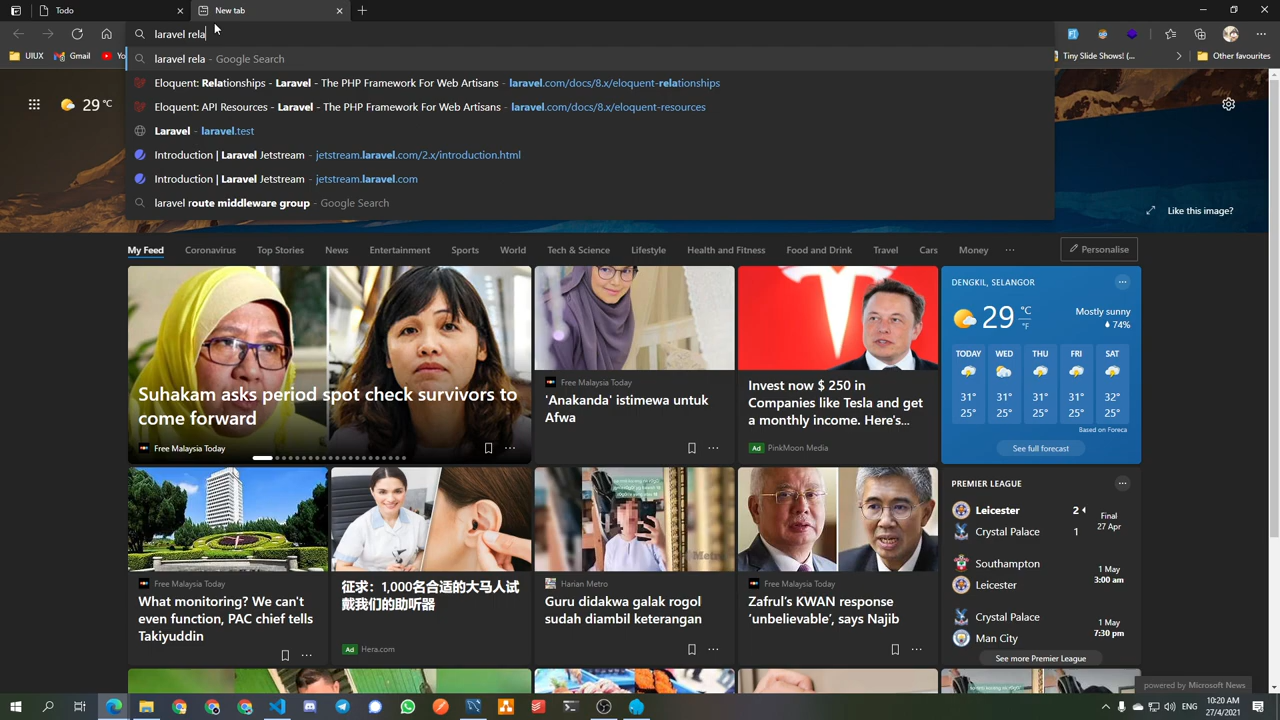 Todo
New tab
laravel rela
UIUX
Gmail
Yo
Tiny Slide Shows! (...
Other favourites
laravel rela - Google Search
Eloquent: Relationships - Laravel - The PHP Framework For Web Artisans - laravel.com/docs/8.x/eloquent-relationships
Eloquent: API Resources - Laravel - The PHP Framework For Web Artisans - laravel.com/docs/8.x/eloquent-resources
Laravel - laravel.test
Introduction | Laravel Jetstream - jetstream.laravel.com/2.x/introduction.html
Introduction | Laravel Jetstream - jetstream.laravel.com
laravel route middleware group - Google Search
29 °C
Like this image?
My Feed
Coronavirus
Top Stories
News
Entertainment
Sports
World
Tech & Science
Lifestyle
Health and Fitness
Food and Drink
Travel
Cars
Money
Personalise
Suhakam asks period spot check survivors to
come forward
Free Malaysia Today
Free Malaysia Today
'Anakanda' istimewa untuk
Afwa
Invest now $ 250 in
Companies like Tesla and get
a monthly income. Here's...
Ad PinkMoon Media
DENGKIL, SELANGOR
29 °C
°F
Mostly sunny
74%
TODAY WED THU FRI SAT
31° 31° 31° 31° 32°
25° 25° 25° 25° 25°
Based on Foreca
See full forecast
Free Malaysia Today
What monitoring? We can't
even function, PAC chief tells
Takiyuddin
征求：1,000名合适的大马人试
戴我们的助听器
Ad Hera.com
Metro
Harian Metro
Guru didakwa galak rogol
sudah diambil keterangan
Free Malaysia Today
Zafrul's KWAN response
'unbelievable', says Najib
PREMIER LEAGUE
Leicester 2
Crystal Palace 1
Final
27 Apr
Southampton
Leicester
1 May
3:00 am
Crystal Palace
Man City
1 May
7:30 pm
See more Premier League
powered by Microsoft News
ENG
10:20 AM
27/4/2021